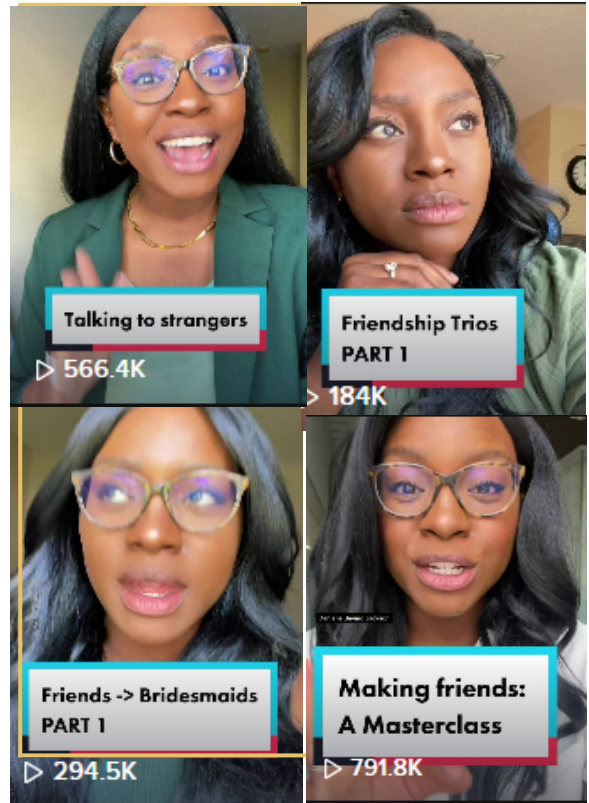 Talking to strangers
566.4K
Friendship Trios
PART 1
184K
Friends -> Bridesmaids
PART 1
294.5K
Making friends:
A Masterclass
791.8K